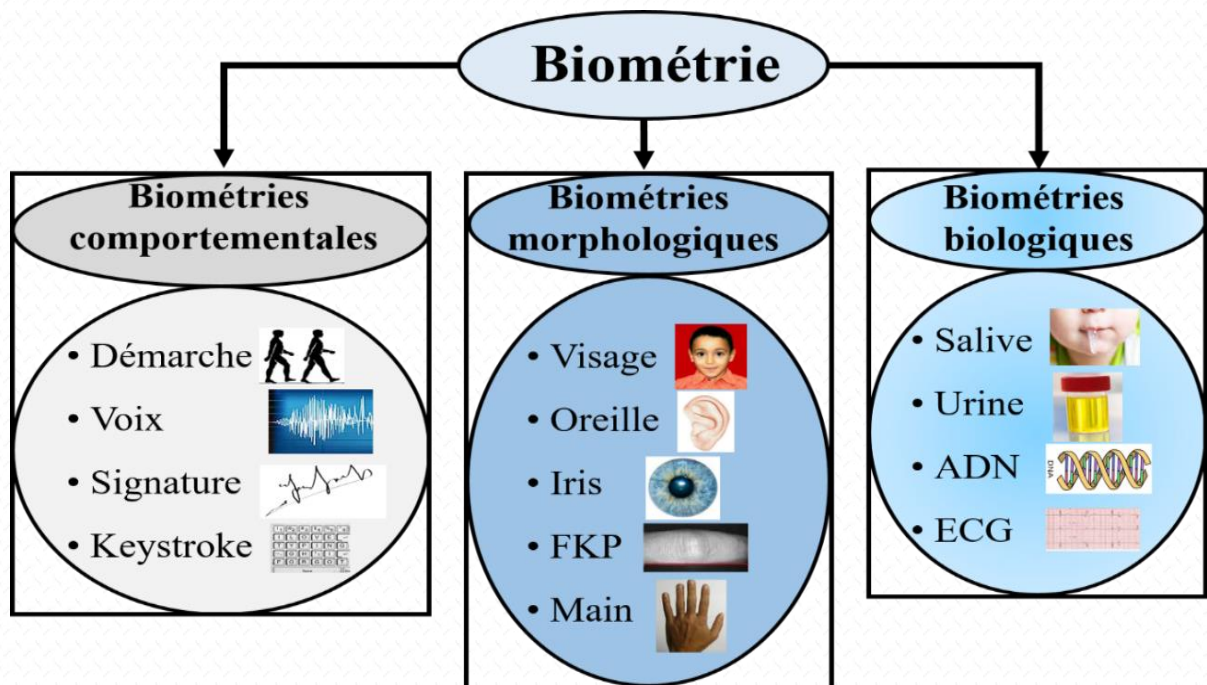 Biométrie
Biométries
comportementales
• Démarche
• Voix
• Signature
• Keystroke
Biométries
morphologiques
• Visage
• Oreille
• Iris
• FKP
• Main
Biométries
biologiques
• Salive
• Urine
• ADN
DNA
• ECG